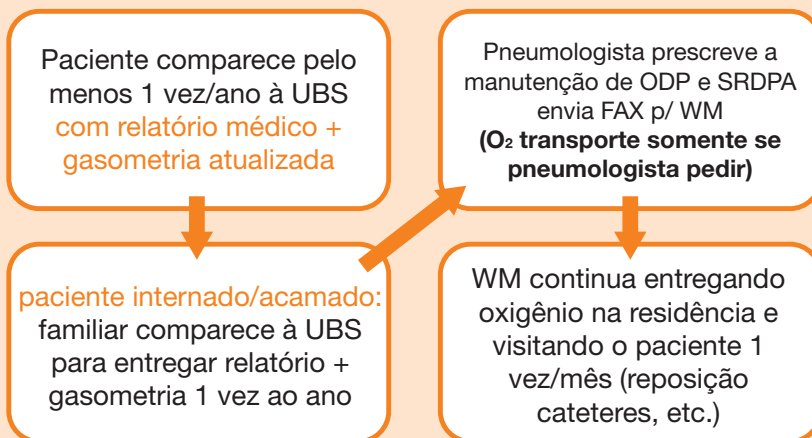 Paciente comparece pelo
menos 1 vez/ano à UBS
com relatório médico +
gasometria atualizada
paciente internado/acamado:
familiar comparece à UBS
para entregar relatório +
gasometria 1 vez ao ano
Pneumologista prescreve a
manutenção de ODP e SRDPA
envia FAX p/ WM
(O₂ transporte somente se
pneumologista pedir)
WM continua entregando
oxigênio na residência e
visitando o paciente 1
vez/mês (reposição
cateteres, etc.)